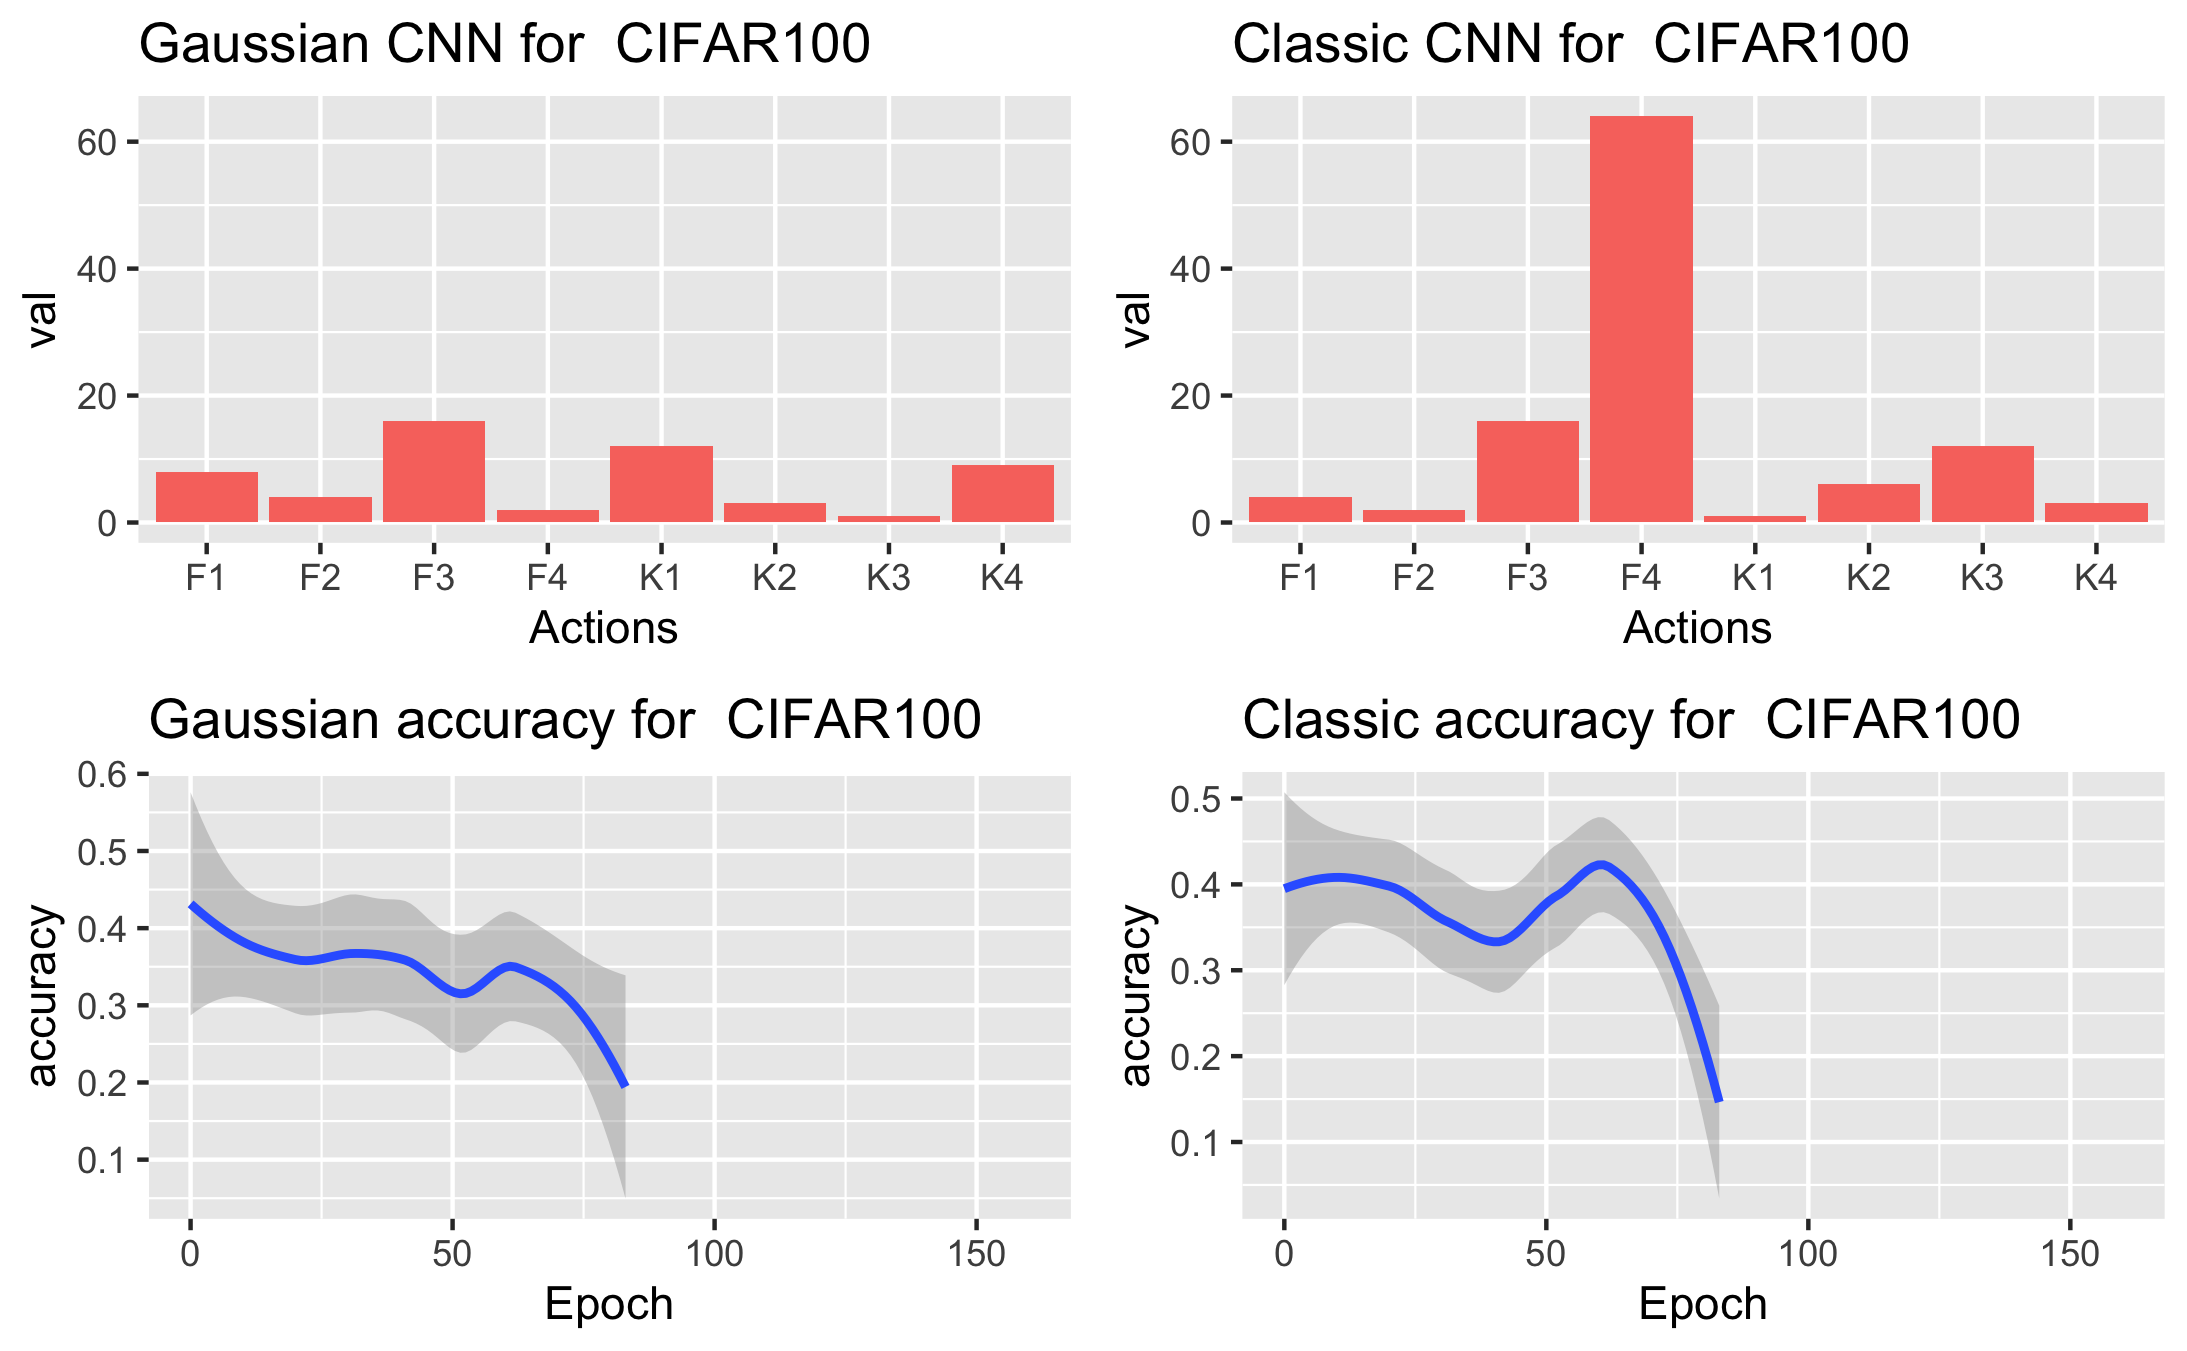 Gaussian CNN for  CIFAR100
60
40
20
0
val
F1 F2 F3 F4 K1 K2 K3 K4
Actions
Classic CNN for  CIFAR100
60
40
20
0
val
F1 F2 F3 F4 K1 K2 K3 K4
Actions
Gaussian accuracy for  CIFAR100
0.6
0.5
0.4
0.3
0.2
0.1
accuracy
0 50 100 150
Epoch
Classic accuracy for  CIFAR100
0.5
0.4
0.3
0.2
0.1
accuracy
0 50 100 150
Epoch